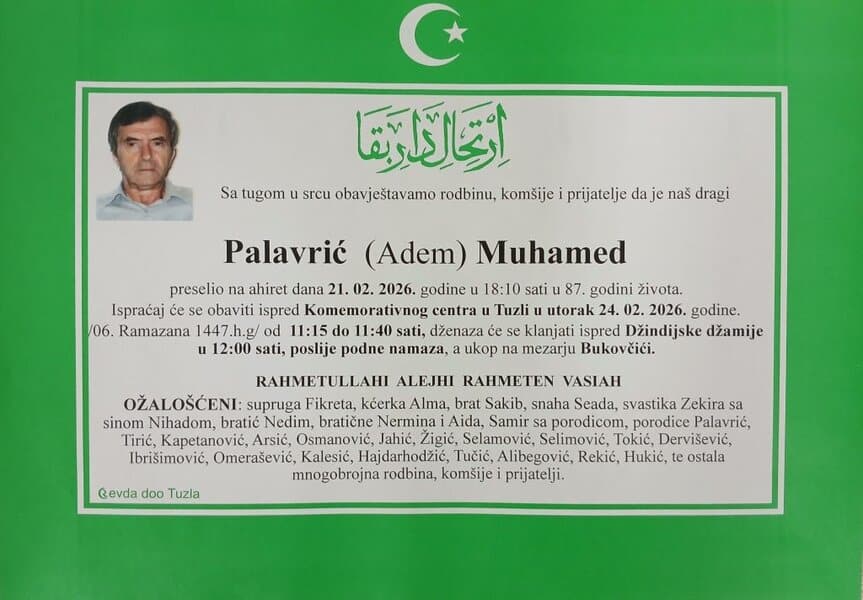 اِرْتِحَالِ دَارِ بَقَا
Sa tugom u srcu obavještavamo rodbinu, komšije i prijatelje da je naš dragi
Palavrić (Adem) Muhamed
preselio na ahiret dana 21. 02. 2026. godine u 18:10 sati u 87. godini života.
Ispraćaj će se obaviti ispred Komemorativnog centra u Tuzli u utorak 24. 02. 2026. godine.
/06. Ramazana 1447.h.g/ od 11:15 do 11:40 sati, dženaza će se klanjati ispred Džindijske džamije
u 12:00 sati, poslije podne namaza, a ukop na mezarju Bukovčići.
RAHMETULLAHI ALEJHI RAHMETEN VASIAH
OŽALOŠĆENI: supruga Fikreta, kćerka Alma, brat Sakib, snaha Seada, svastika Zekira sa
sinom Nihadom, bratić Nedim, bratične Nermina i Aida, Samir sa porodicom, porodice Palavrić,
Tirić, Kapetanović, Arsić, Osmanović, Jahić, Žigić, Selamović, Selimović, Tokić, Dervišević,
Ibrišimović, Omerašević, Kalesić, Hajdarhodžić, Tučić, Alibegović, Rekić, Hukić, te ostala
mnogobrojna rodbina, komšije i prijatelji.
Cevda doo Tuzla